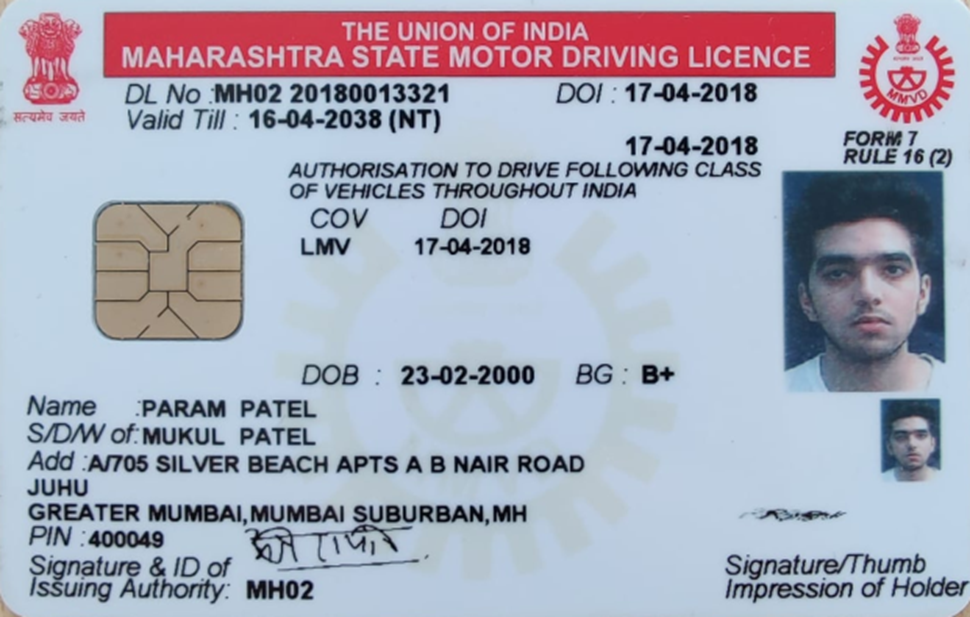 THE UNION OF INDIA
MAHARASHTRA STATE MOTOR DRIVING LICENCE
सत्यमेव जयते
MMVD
DL No : MH02 20180013321 DOI : 17-04-2018
Valid Till : 16-04-2038 (NT)
17-04-2018
FORM 7
RULE 16 (2)
AUTHORISATION TO DRIVE FOLLOWING CLASS
OF VEHICLES THROUGHOUT INDIA
COV DOI
LMV 17-04-2018
DOB : 23-02-2000 BG : B+
Name : PARAM PATEL
S/D/W of : MUKUL PATEL
Add : A/705 SILVER BEACH APTS A B NAIR ROAD
JUHU
GREATER MUMBAI,MUMBAI SUBURBAN,MH
PIN : 400049
Signature & ID of
Issuing Authority: MH02
Signature/Thumb
Impression of Holder